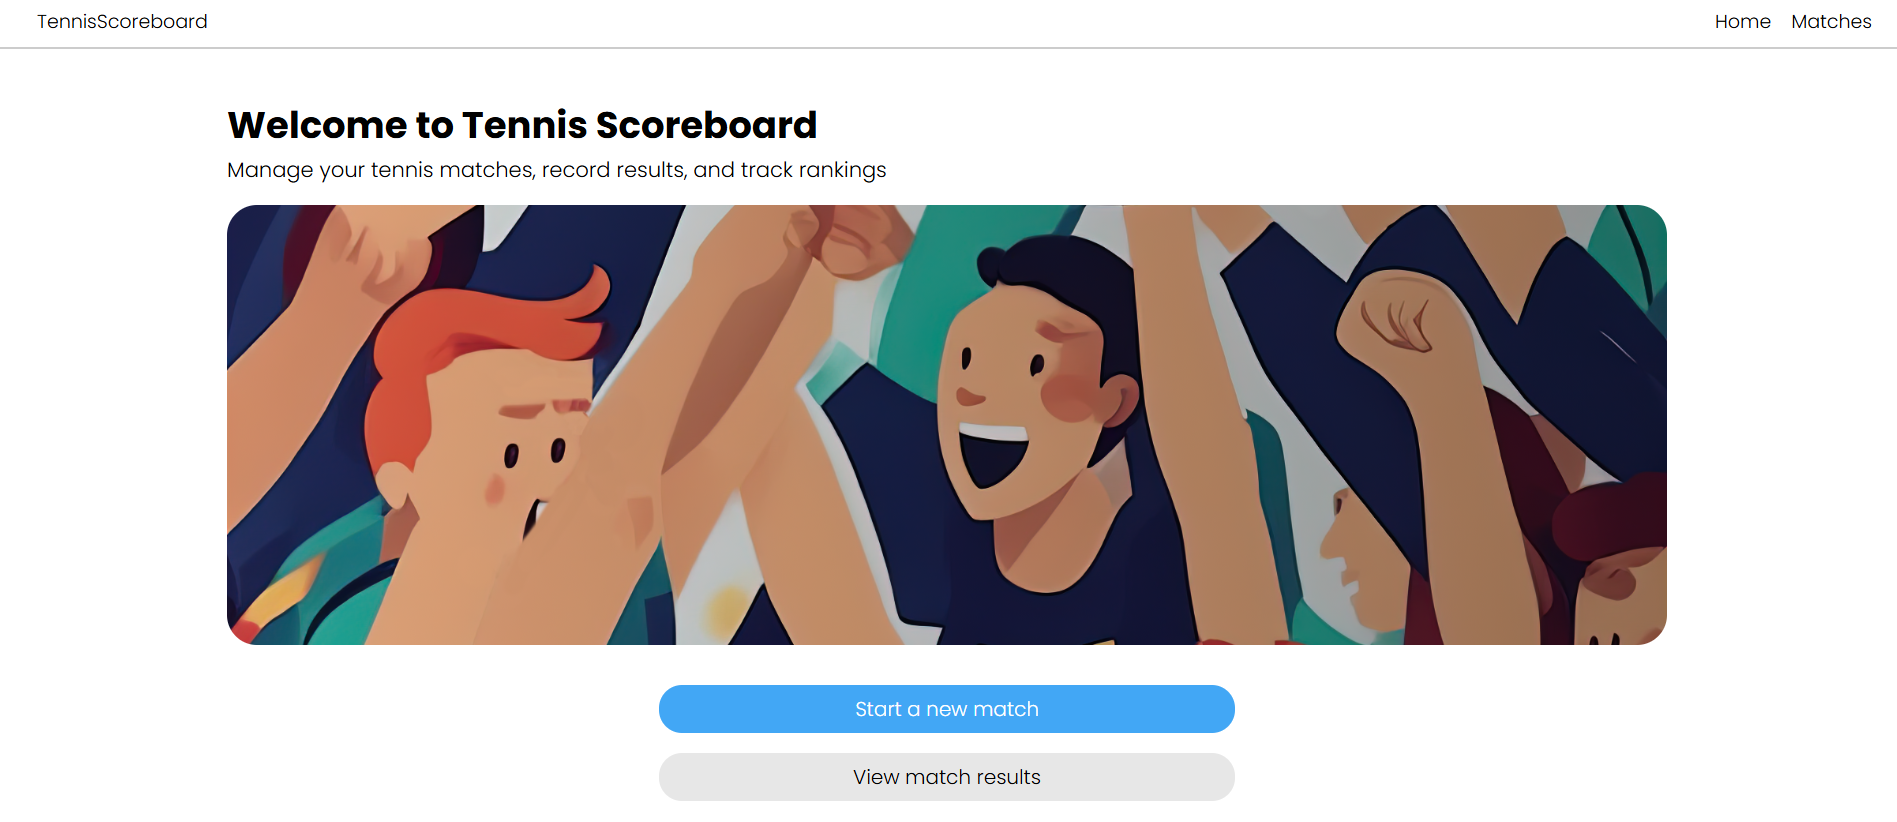 TennisScoreboard
Home Matches
Welcome to Tennis Scoreboard
Manage your tennis matches, record results, and track rankings
Start a new match
View match results